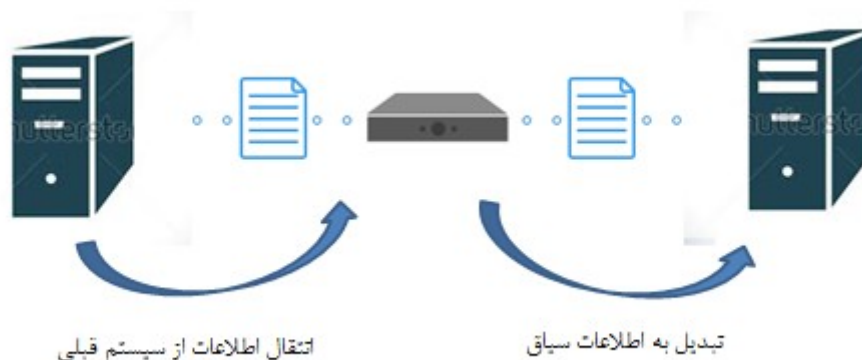 تبدیل به اطلاعات سیاق
انتقال اطلاعات از سیستم قبلی